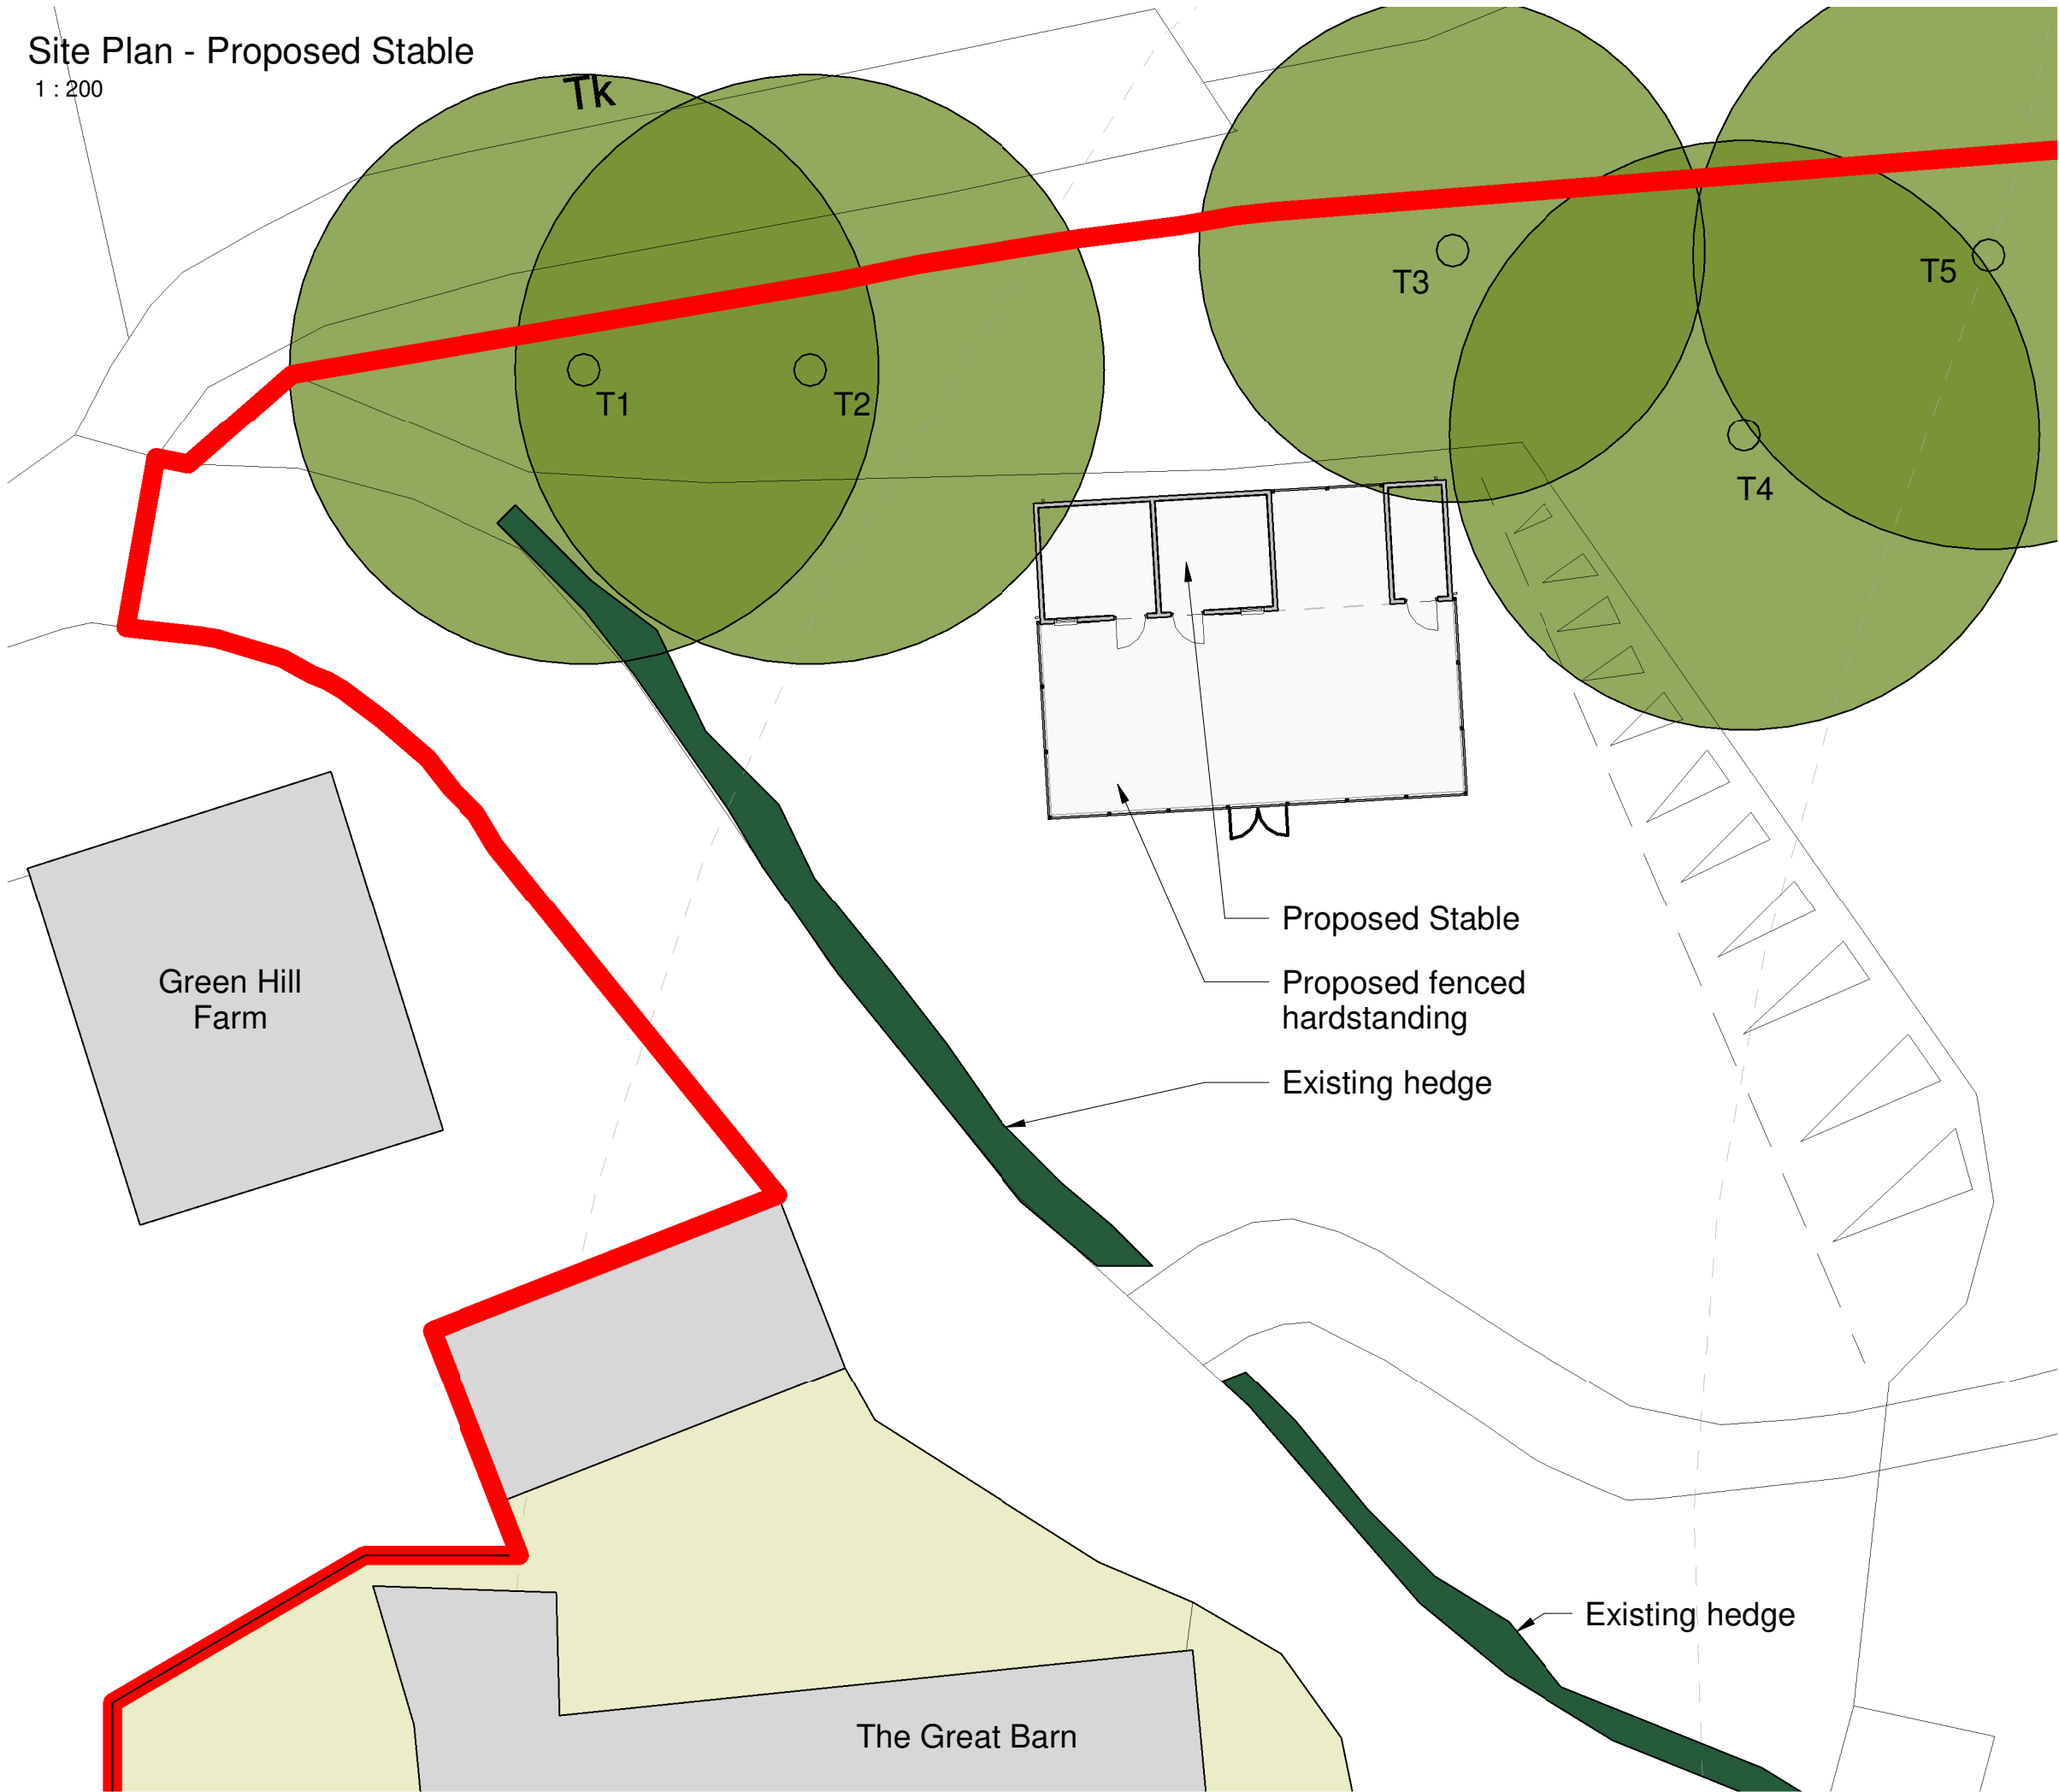 Site Plan - Proposed Stable
1 : 200
Tk
T1
T2
T3
T4
T5
Proposed Stable
Proposed fenced
hardstanding
Existing hedge
Green Hill
Farm
Existing hedge
The Great Barn